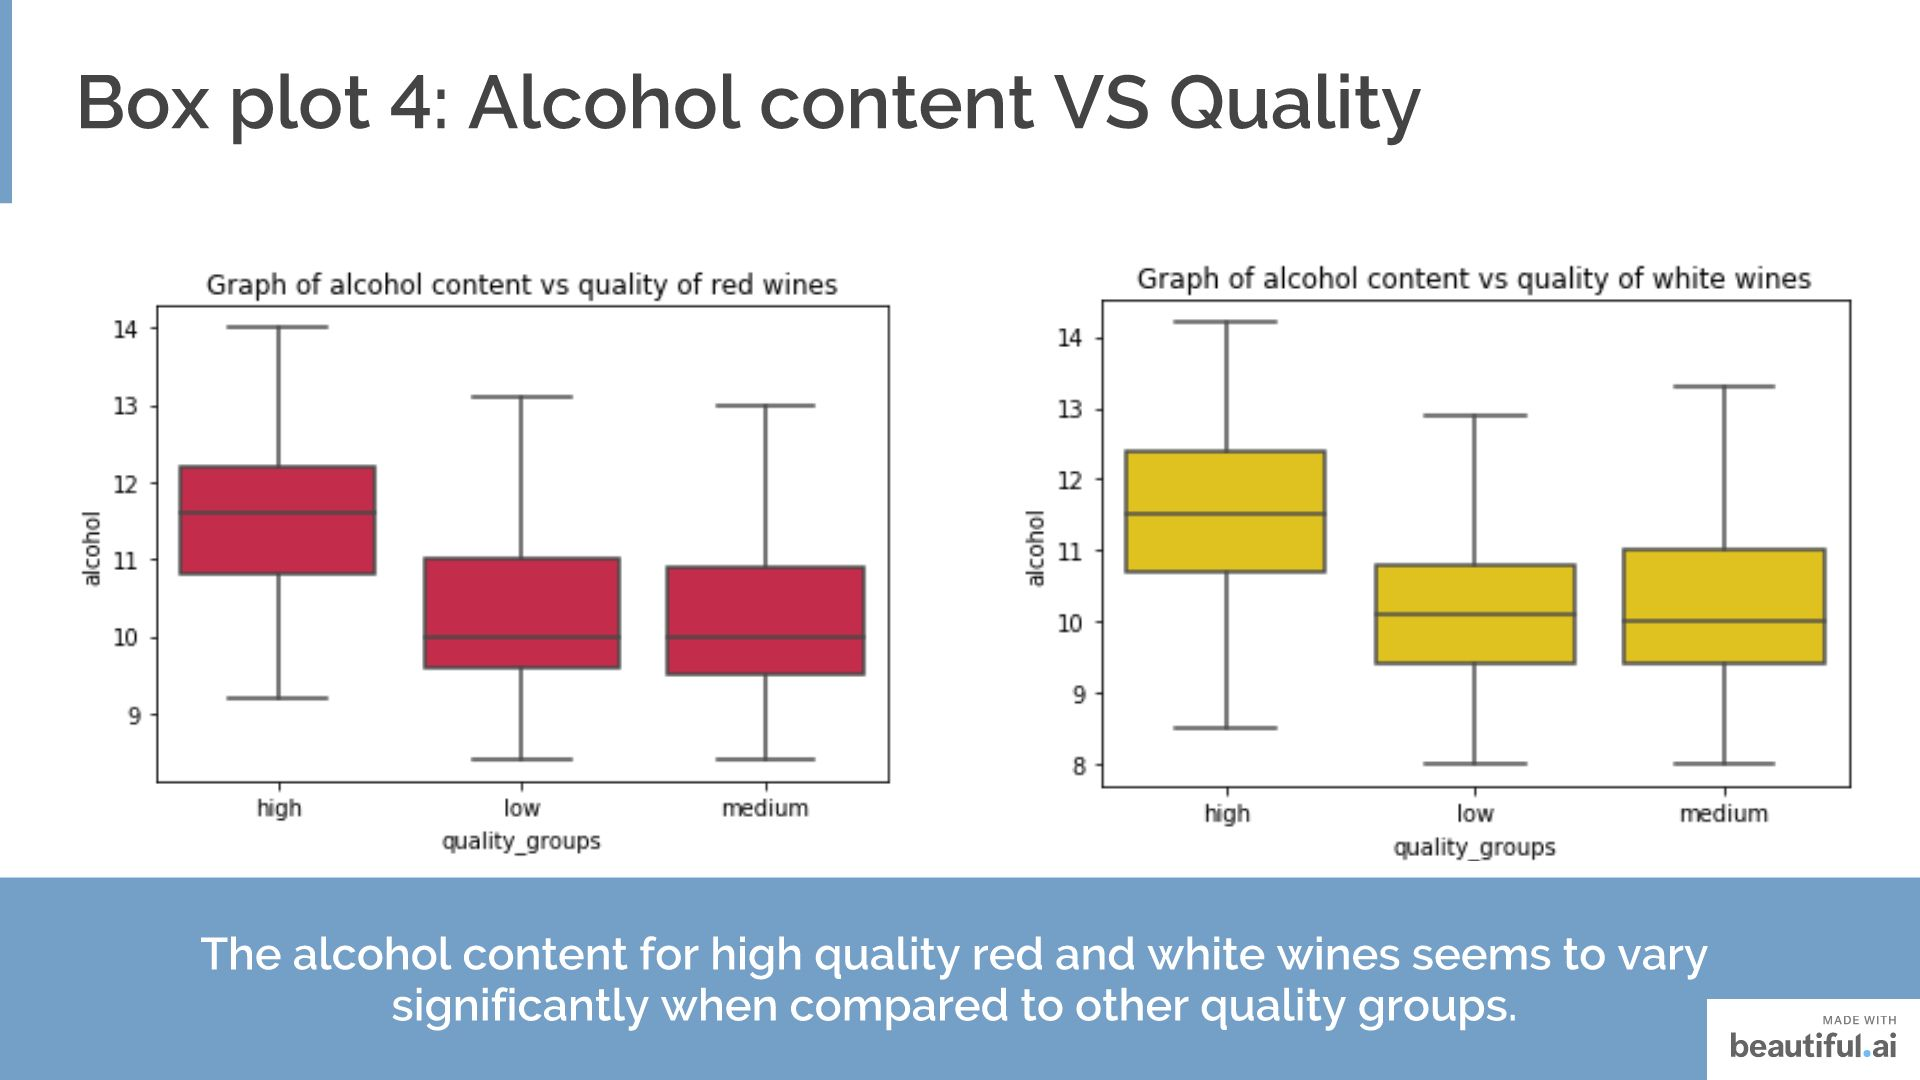 Box plot 4: Alcohol content VS Quality
Graph of alcohol content vs quality of red wines
14
13
12
11
10
9
alcohol
high low medium
quality_groups
Graph of alcohol content vs quality of white wines
14
13
12
11
10
9
8
alcohol
high low medium
quality_groups
The alcohol content for high quality red and white wines seems to vary
significantly when compared to other quality groups.
MADE WITH
beautiful.ai